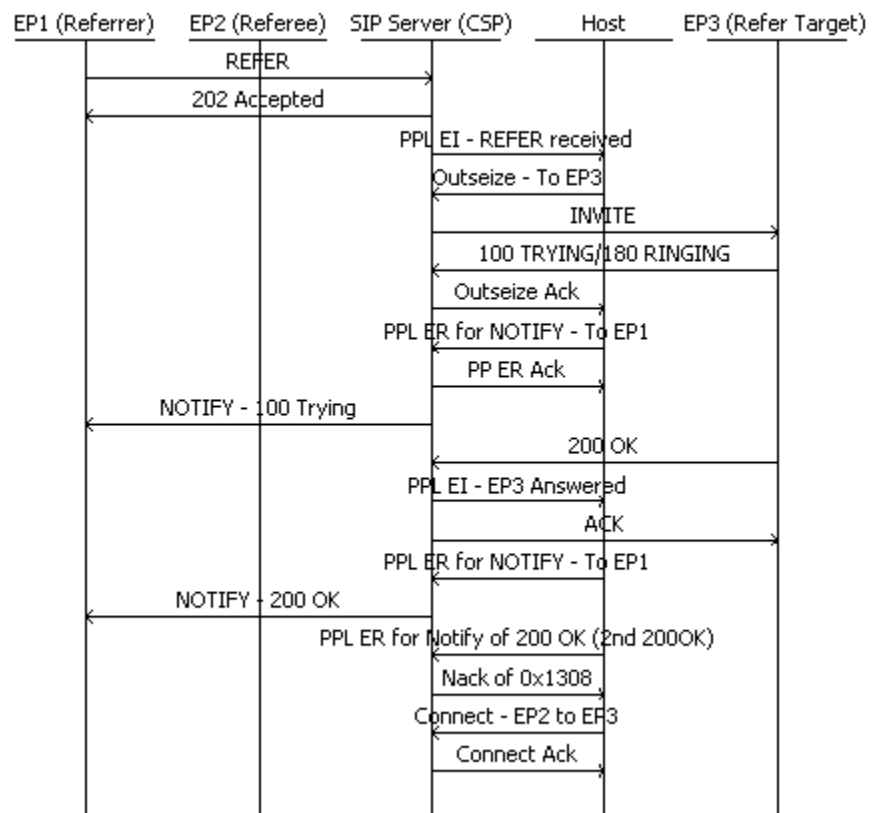 EP1 (Referrer) EP2 (Referee) SIP Server (CSP) Host EP3 (Refer Target)
REFER
202 Accepted
PPL EI - REFER received
Outseize - To EP3
INVITE
100 TRYING/180 RINGING
Outseize Ack
PPL ER for NOTIFY - To EP1
PP ER Ack
NOTIFY - 100 Trying
200 OK
PPL EI - EP3 Answered
ACK
PPL ER for NOTIFY - To EP1
NOTIFY - 200 OK
PPL ER for Notify of 200 OK (2nd 200OK)
Nack of 0x1308
Connect - EP2 to EP3
Connect Ack